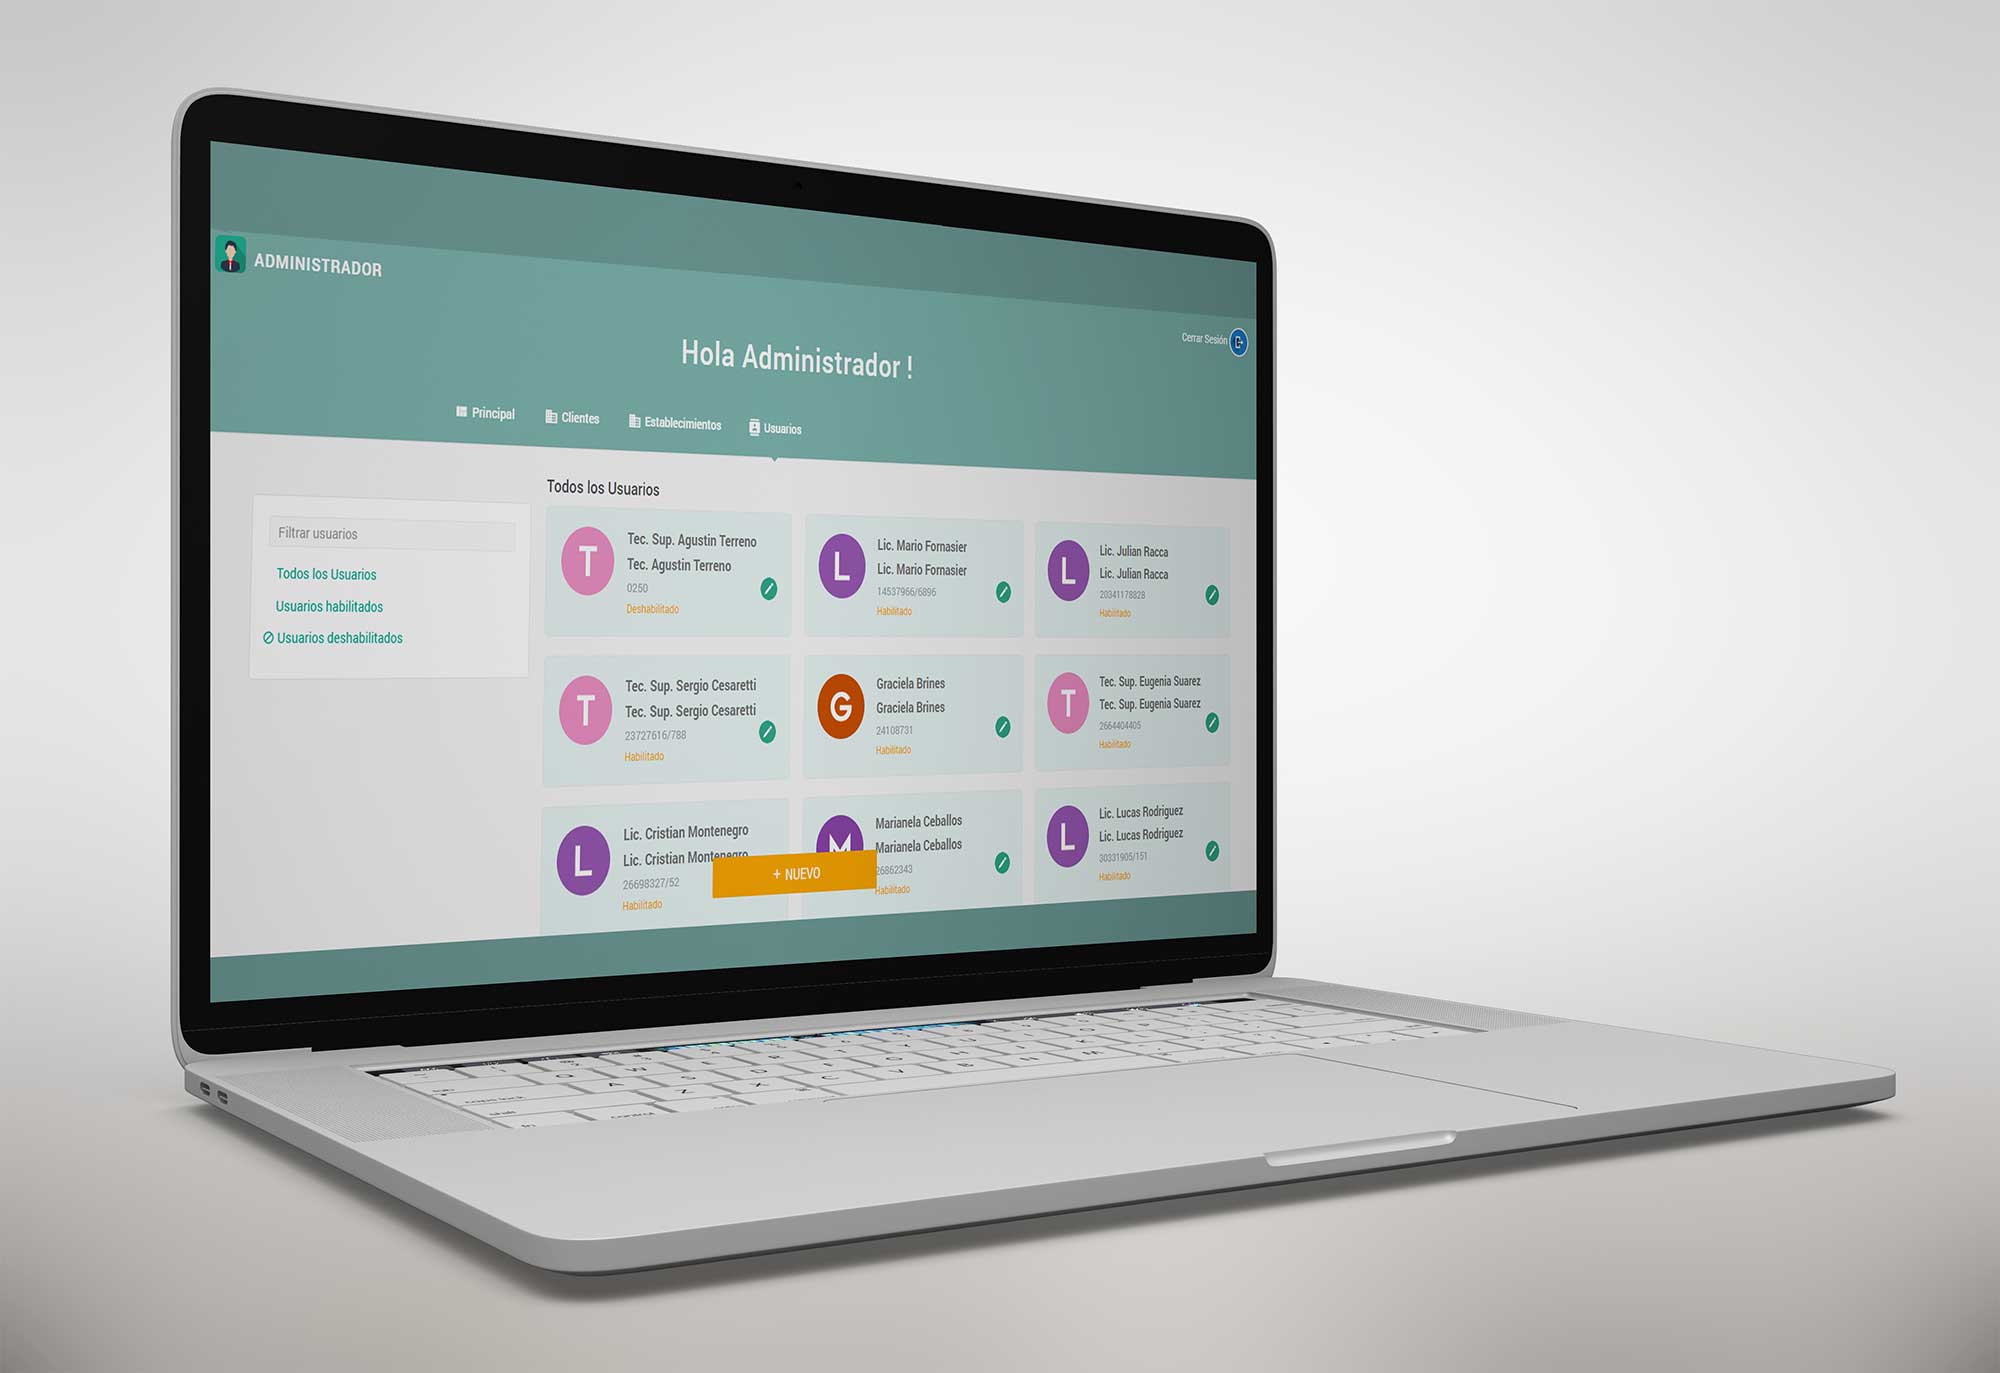 ADMINISTRADOR
Cerrar Sesión
Hola Administrador !
Principal
Clientes
Establecimientos
Usuarios
Filtrar usuarios
Todos los Usuarios
Usuarios habilitados
Usuarios deshabilitados
Todos los Usuarios
Tec. Sup. Agustin Terreno
T
Tec. Agustin Terreno
0250
Deshabilitado
Lic. Mario Fornasier
L
Lic. Mario Fornasier
14537966/6896
Habilitado
Lic. Julian Racca
L
Lic. Julian Racca
20341178828
Habilitado
Tec. Sup. Sergio Cesaretti
T
Tec. Sup. Sergio Cesaretti
23727616/788
Habilitado
Graciela Brines
G
Graciela Brines
24108731
Habilitado
Tec. Sup. Eugenia Suarez
T
Tec. Sup. Eugenia Suarez
2664404405
Habilitado
Lic. Cristian Montenegro
L
Lic. Cristian Montenegro
26698327/52
Habilitado
Marianela Ceballos
M
Marianela Ceballos
26862343
Habilitado
Lic. Lucas Rodriguez
L
Lic. Lucas Rodriguez
30331905/151
Habilitado
+ NUEVO